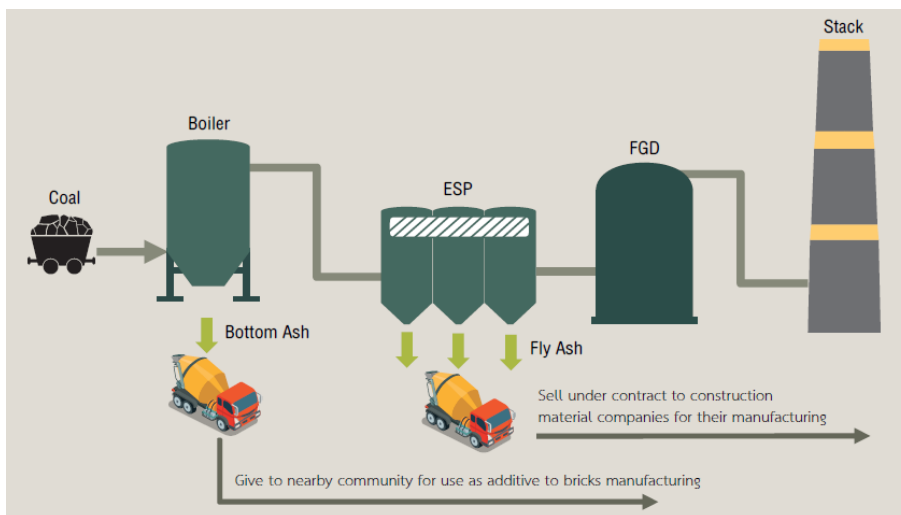 Stack
Boiler
FGD
ESP
Coal
Bottom Ash
Fly Ash
Sell under contract to construction
material companies for their manufacturing
Give to nearby community for use as additive to bricks manufacturing